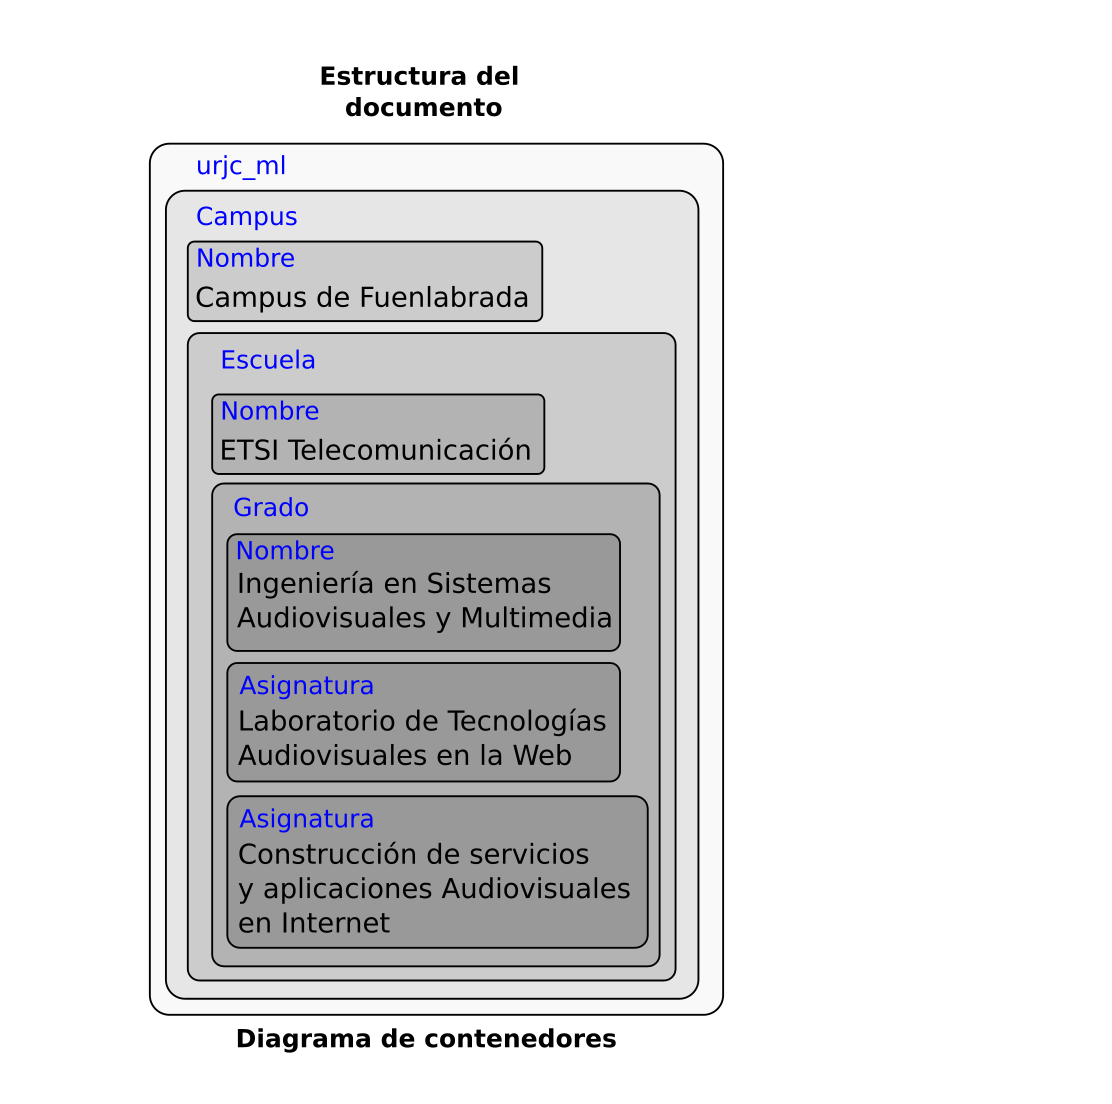 Estructura del
documento
urjc_ml
Campus
Nombre
Campus de Fuenlabrada
Escuela
Nombre
ETSI Telecomunicación
Grado
Nombre
Ingeniería en Sistemas
Audiovisuales y Multimedia
Asignatura
Laboratorio de Tecnologías
Audiovisuales en la Web
Asignatura
Construcción de servicios
y aplicaciones Audiovisuales
en Internet
Diagrama de contenedores